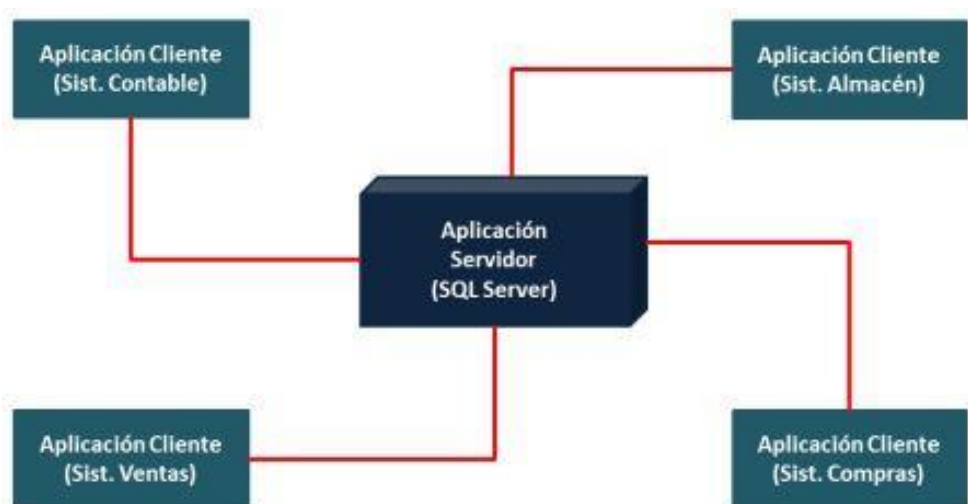 Aplicación Cliente
(Sist. Contable)
Aplicación Cliente
(Sist. Almacén)
Aplicación
Servidor
(SQL Server)
Aplicación Cliente
(Sist. Ventas)
Aplicación Cliente
(Sist. Compras)